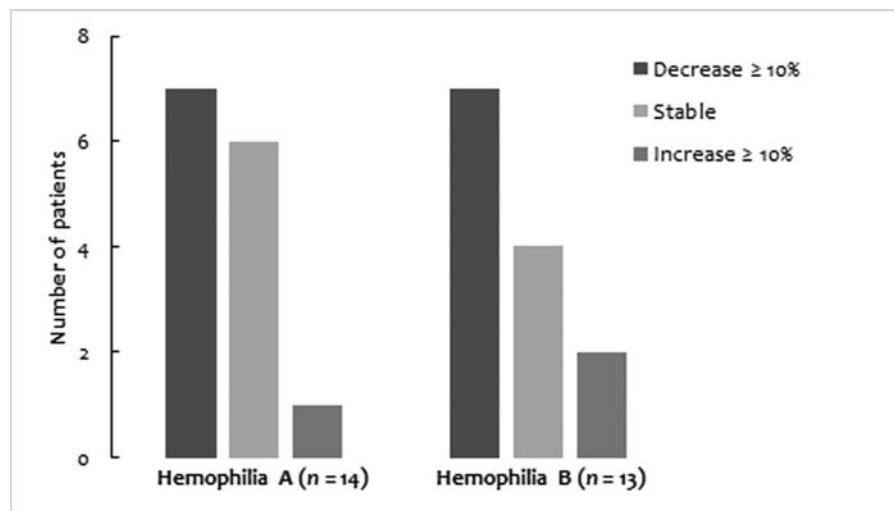 8
6
4
2
0
Number of patients
Decrease ≥ 10%
Stable
Increase ≥ 10%
Hemophilia A (n = 14)
Hemophilia B (n = 13)